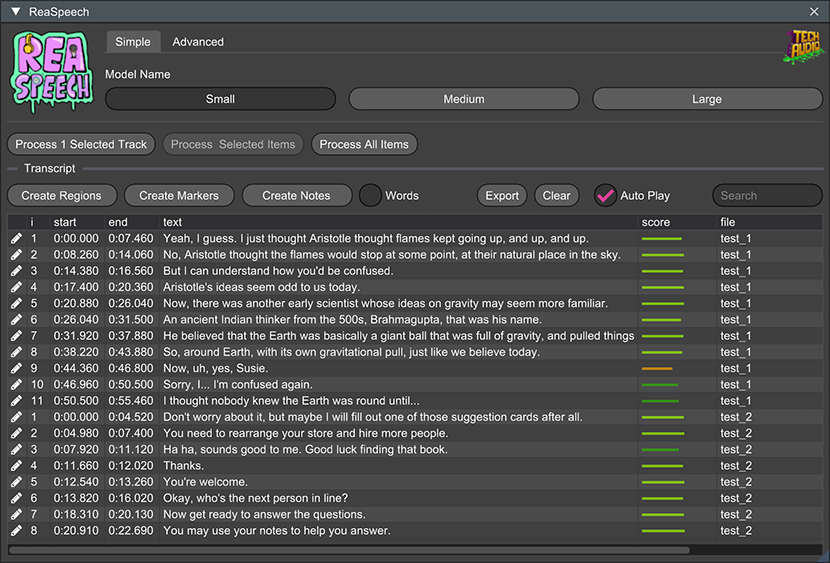 ReaSpeech
REA SPEECH
Simple Advanced
TECH AUDIO
Model Name
Small Medium Large
Process 1 Selected Track Process Selected Items Process All Items
Transcript
Create Regions Create Markers Create Notes Words Export Clear Auto Play Search
i start end text score file
1 0:00.000 0:07.460 Yeah, I guess. I just thought Aristotle thought flames kept going up, and up, and up. test_1
2 0:08.260 0:14.060 No, Aristotle thought the flames would stop at some point, at their natural place in the sky. test_1
3 0:14.380 0:16.560 But I can understand how you'd be confused. test_1
4 0:17.400 0:20.360 Aristotle's ideas seem odd to us today. test_1
5 0:20.880 0:26.040 Now, there was another early scientist whose ideas on gravity may seem more familiar. test_1
6 0:26.040 0:31.500 An ancient Indian thinker from the 500s, Brahmagupta, that was his name. test_1
7 0:31.920 0:37.880 He believed that the Earth was basically a giant ball that was full of gravity, and pulled things test_1
8 0:38.220 0:43.880 So, around Earth, with its own gravitational pull, just like we believe today. test_1
9 0:44.360 0:46.800 Now, uh, yes, Susie. test_1
10 0:46.960 0:50.500 Sorry, I... I'm confused again. test_1
11 0:50.500 0:55.460 I thought nobody knew the Earth was round until... test_1
1 0:00.000 0:04.520 Don't worry about it, but maybe I will fill out one of those suggestion cards after all. test_2
2 0:04.980 0:07.400 You need to rearrange your store and hire more people. test_2
3 0:07.920 0:11.120 Ha ha, sounds good to me. Good luck finding that book. test_2
4 0:11.660 0:12.020 Thanks. test_2
5 0:12.540 0:13.260 You're welcome. test_2
6 0:13.820 0:16.020 Okay, who's the next person in line? test_2
7 0:18.310 0:20.130 Now get ready to answer the questions. test_2
8 0:20.910 0:22.690 You may use your notes to help you answer. test_2